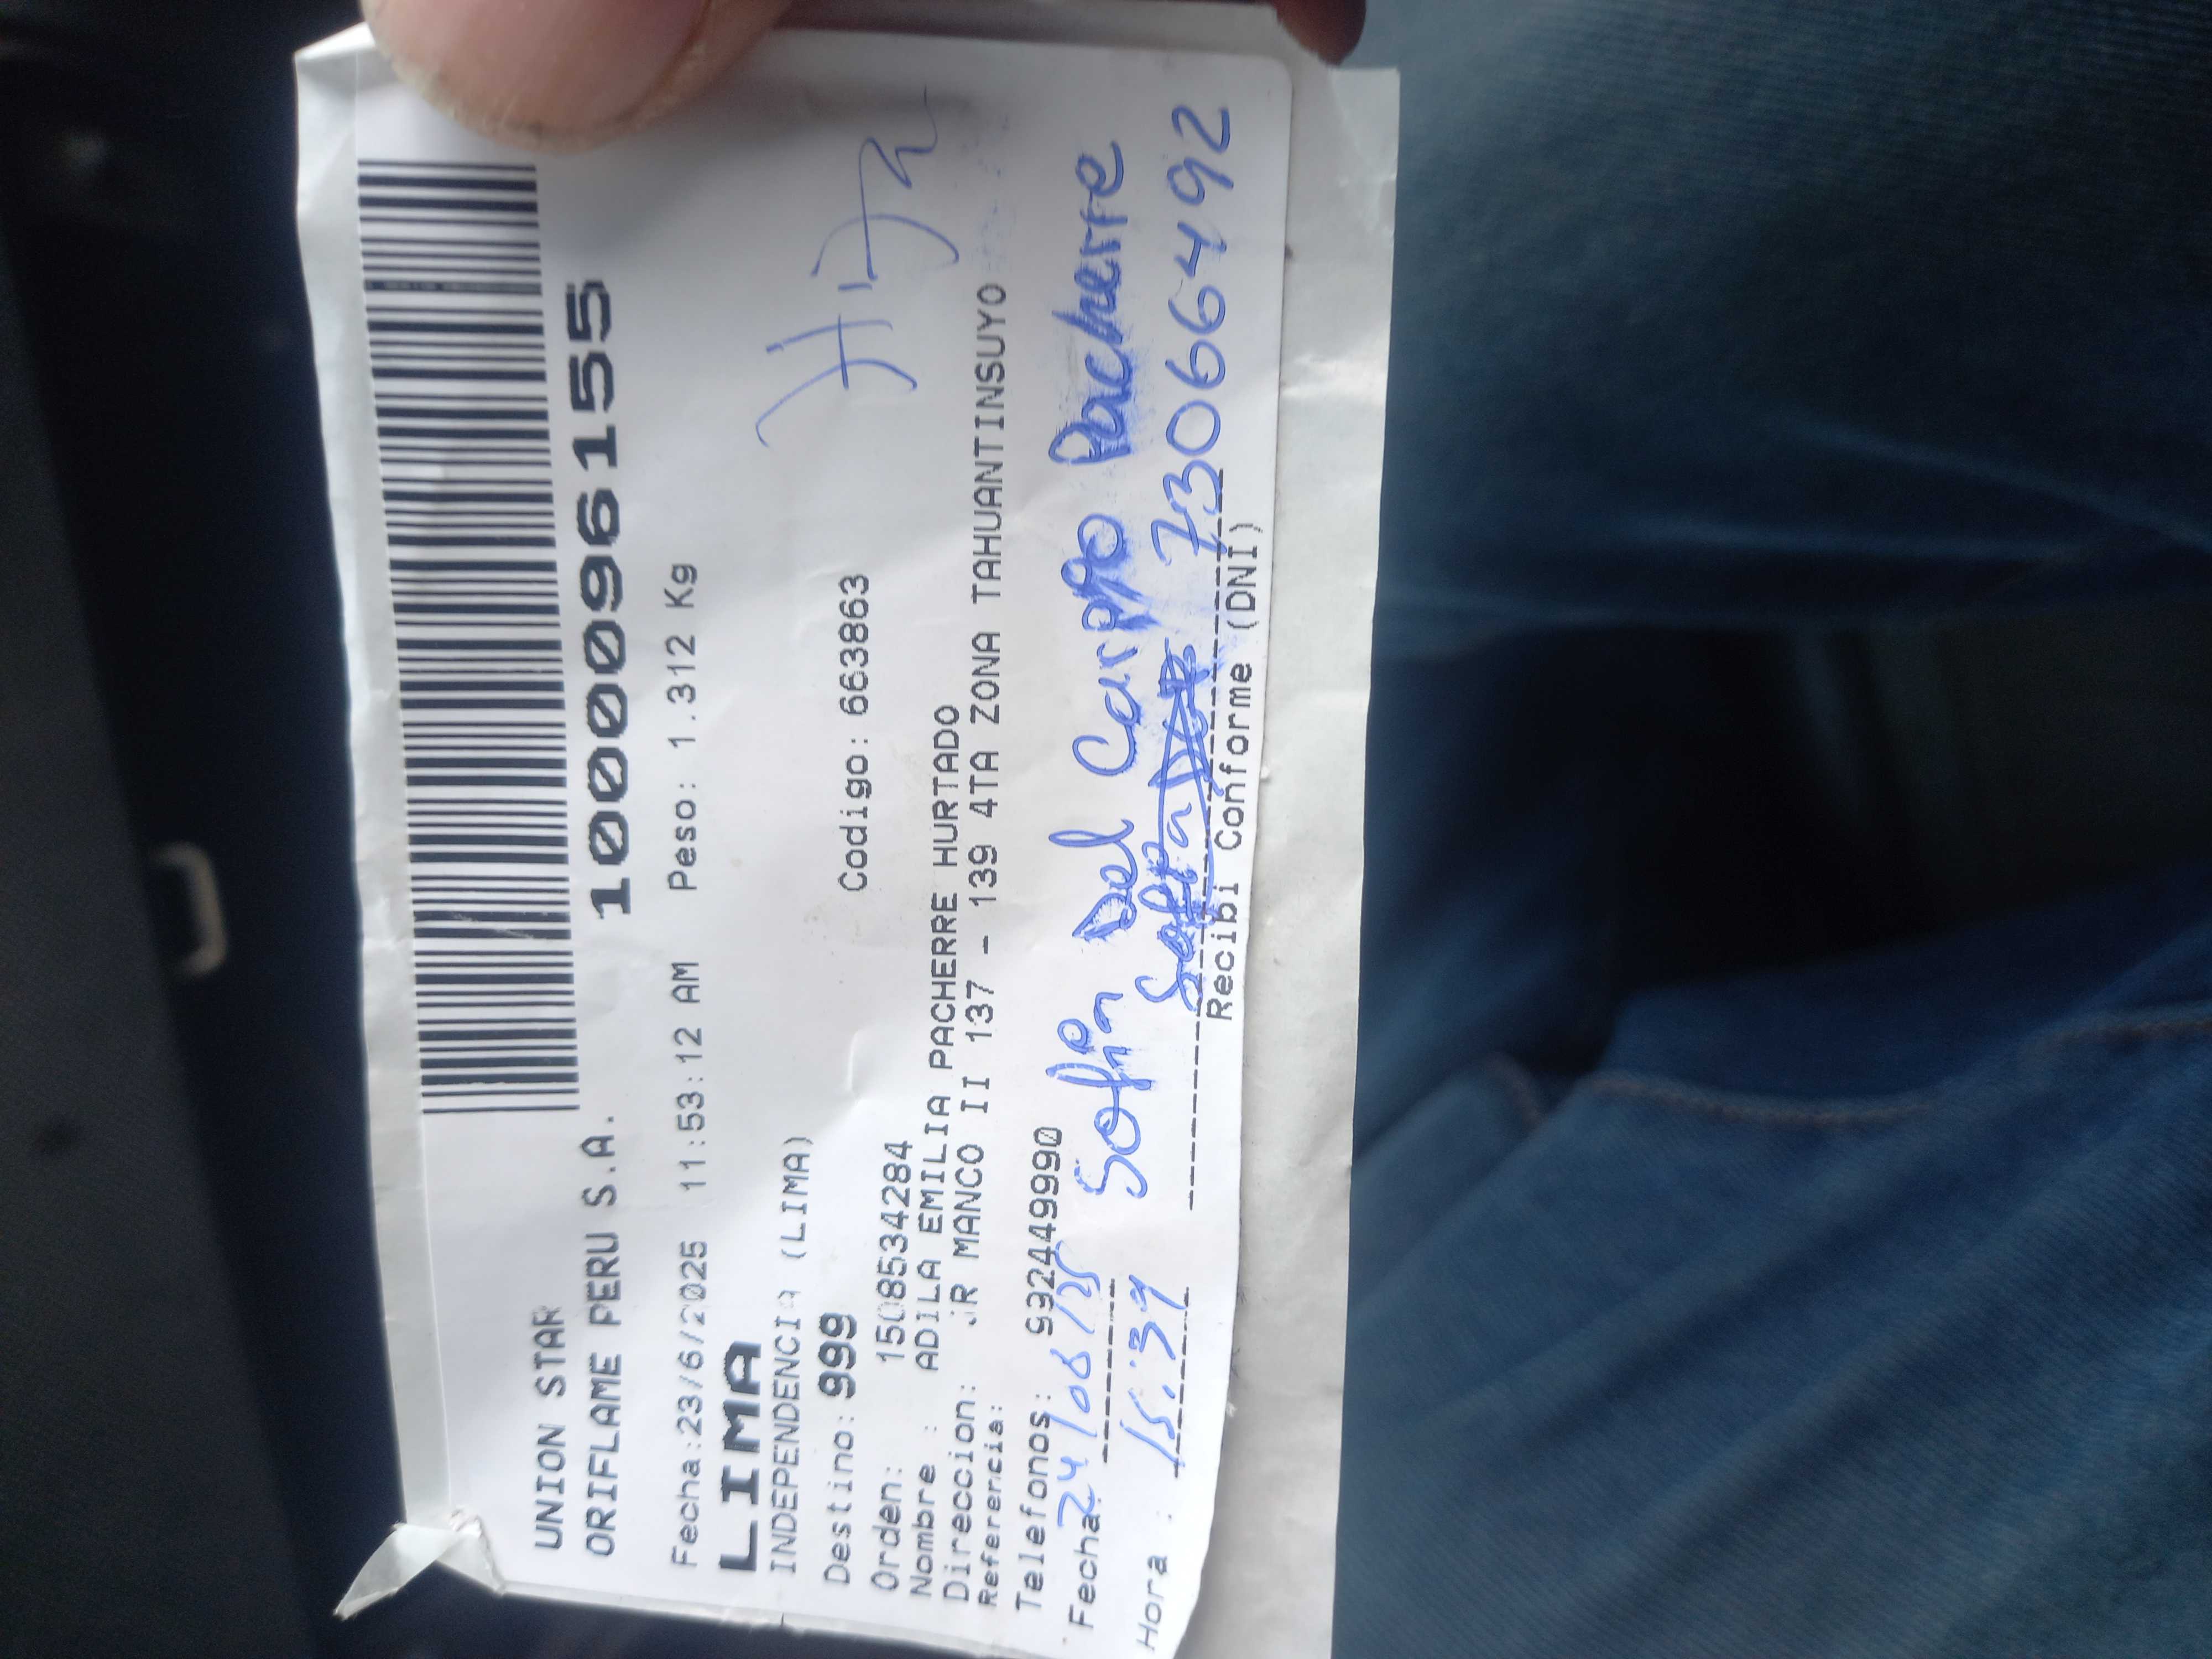 UNION STAR
ORIFLAME PERU S.A. 1000096155
Fecha:23/6/2025 11:53:12 AM Peso: 1.312 Kg
LIMA
INDEPENDENCIA (LIMA)
Hija
Destino: 999 Codigo: 663863
Orden: 1508534284
Nombre : ADILA EMILIA PACHERRE HURTADO
Direccion: JR MANCO II 137 - 139 4TA ZONA TAHUANTINSUYO
Referencia:
Telefonos: 932449990
Fecha: 24/06/25 Sofia Del Carpio Pacherre
Hora : 15:39 Sofia 73066492
Recibi Conforme (DNI)